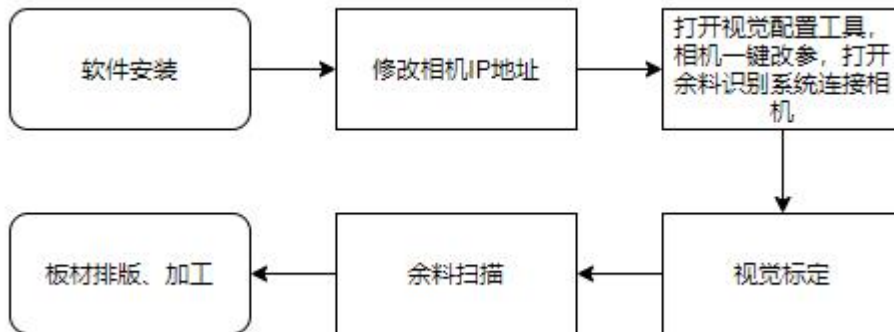 软件安装
修改相机IP地址
打开视觉配置工具，
相机一键改参，打开
余料识别系统连接相
机
视觉标定
余料扫描
板材排版、加工